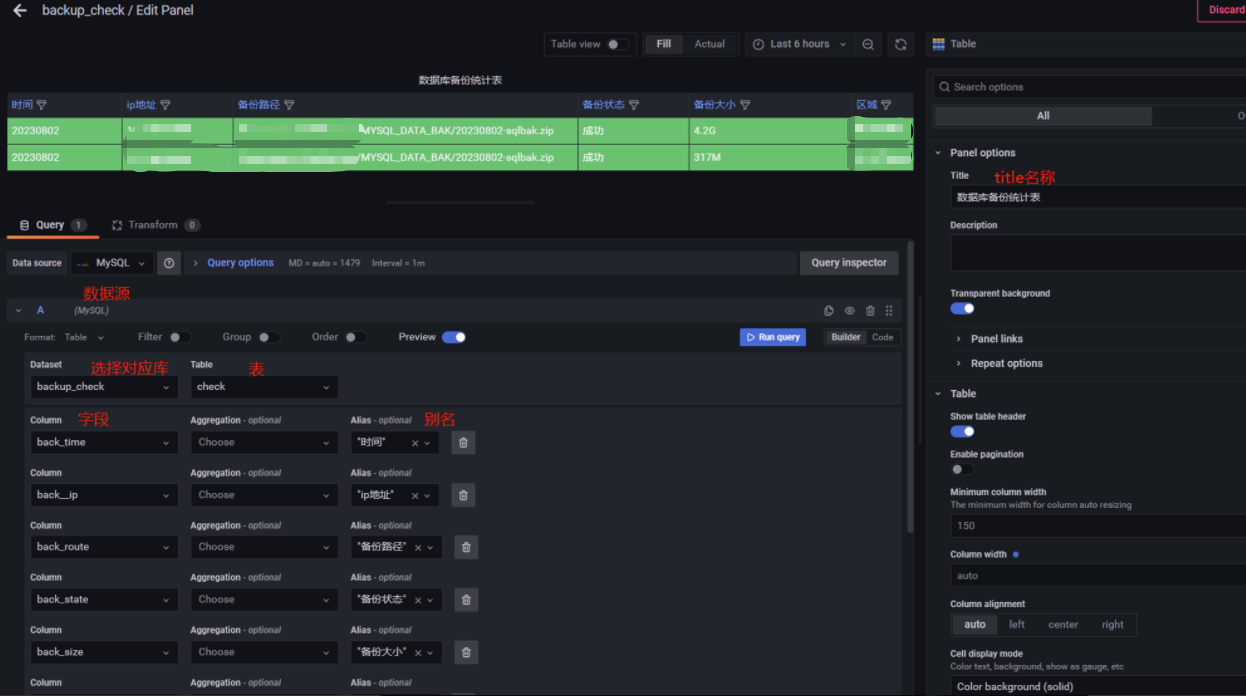 backup_check / Edit Panel
Discard
Table view
Fill
Actual
Last 6 hours
Table
数据库备份统计表
Search options
时间 ip地址 备份路径 备份状态 备份大小 区域
All
20230802 MYSQL_DATA_BAK/20230802-sqlbak.zip 成功 4.2G
20230802 /MYSQL_DATA_BAK/20230802-sqlbak.zip 成功 317M
Panel options
Title title名称
数据库备份统计表
Description
Transparent background
Panel links
Repeat options
Table
Show table header
Enable pagination
Minimum column width
The minimum width for column auto resizing
150
Column width
auto
Column alignment
auto left center right
Cell display mode
Color text, background, show as gauge, etc
Color background (solid)
Query 1 Transform 0
Data source MySQL Query options MD = auto = 1479 Interval = 1m Query inspector
数据源
A (MySQL)
Format: Table Filter Group Order Preview Run query Builder Code
Dataset 选择对应库 Table 表
backup_check check
Column 字段 Aggregation - optional Alias - optional 别名
back_time Choose "时间"
Column Aggregation - optional Alias - optional
back__ip Choose "ip地址"
Column Aggregation - optional Alias - optional
back_route Choose "备份路径"
Column Aggregation - optional Alias - optional
back_state Choose "备份状态"
Column Aggregation - optional Alias - optional
back_size Choose "备份大小"
Column Aggregation - optional Alias - optional